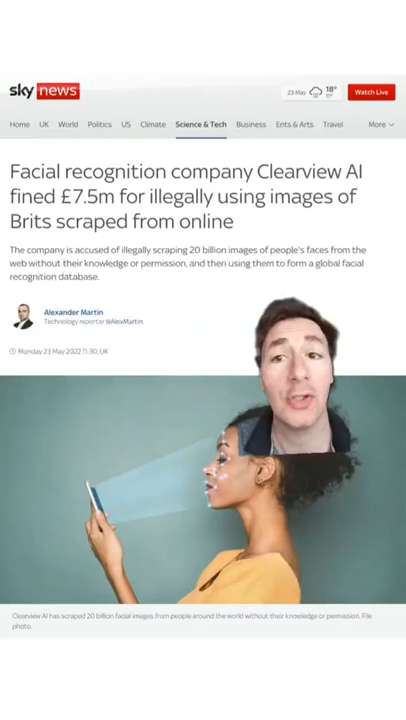 sky news
23 May 18° 11° Watch Live
Home UK World Politics US Climate Science & Tech Business Ents & Arts Travel More
Facial recognition company Clearview AI
fined £7.5m for illegally using images of
Brits scraped from online
The company is accused of illegally scraping 20 billion images of people's faces from the
web without their knowledge or permission, and then using them to form a global facial
recognition database.
Alexander Martin
Technology reporter @AlexMartin
Monday 23 May 2022 11:30, UK
Clearview AI has scraped 20 billion facial images from people around the world without their knowledge or permission. File
photo.